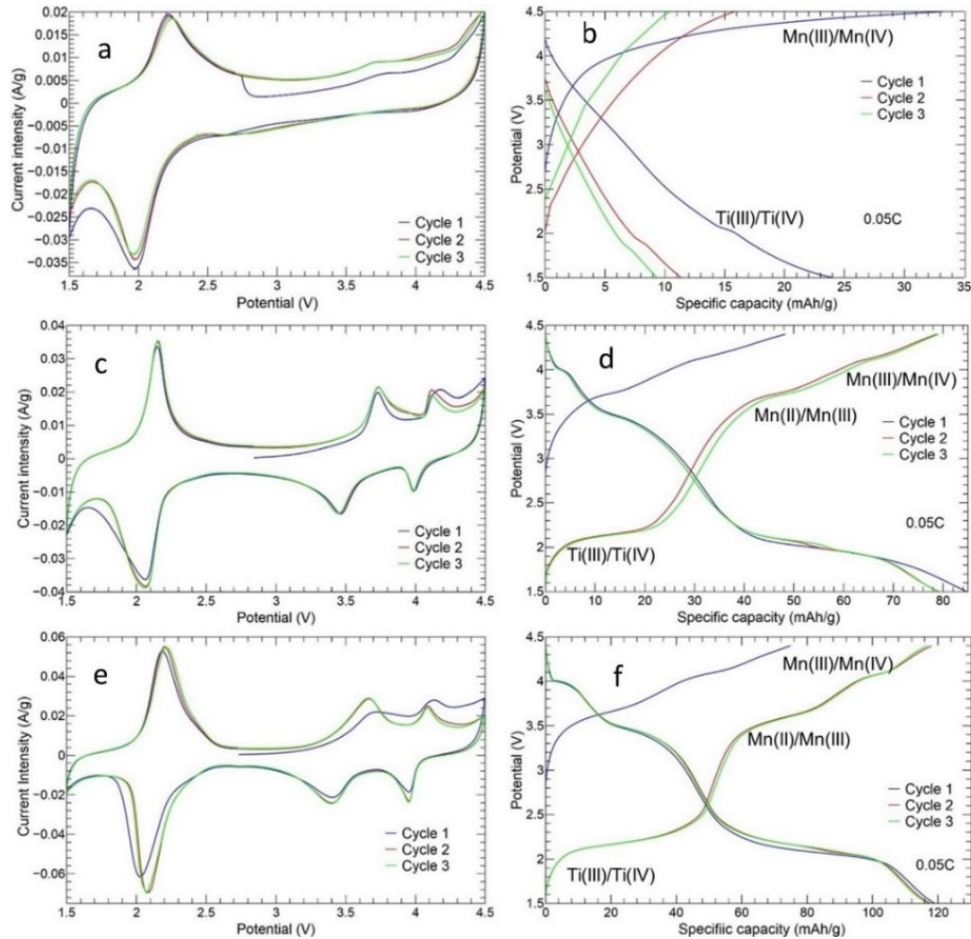 a
0.02
0.015
0.01
0.005
0
−0.005
−0.01
−0.015
−0.02
−0.025
−0.03
−0.035
Current intensity (A/g)
Cycle 1
Cycle 2
Cycle 3
1.5 2 2.5 3 3.5 4 4.5
Potential (V)
b
4.5
4
3.5
3
2.5
2
1.5
Potential (V)
Mn(III)/Mn(IV)
Cycle 1
Cycle 2
Cycle 3
Ti(III)/Ti(IV)
0.05C
0 5 10 15 20 25 30 35
Specific capacity (mAh/g)
c
0.04
0.03
0.02
0.01
0
−0.01
−0.02
−0.03
−0.04
Current intensity (A/g)
Cycle 1
Cycle 2
Cycle 3
1.5 2 2.5 3 3.5 4 4.5
Potential (V)
d
4.5
4
3.5
3
2.5
2
1.5
Potential (V)
Mn(III)/Mn(IV)
Mn(II)/Mn(III)
Cycle 1
Cycle 2
Cycle 3
0.05C
Ti(III)/Ti(IV)
0 10 20 30 40 50 60 70 80
Specific capacity (mAh/g)
e
0.06
0.04
0.02
0
−0.02
−0.04
−0.06
Current Intensity (A/g)
Cycle 1
Cycle 2
Cycle 3
1.5 2 2.5 3 3.5 4 4.5
Potential (V)
f
4.5
4
3.5
3
2.5
2
1.5
Potential (V)
Mn(III)/Mn(IV)
Mn(II)/Mn(III)
Cycle 1
Cycle 2
Cycle 3
0.05C
Ti(III)/Ti(IV)
0 20 40 60 80 100 120
Specifiic capacity (mAh/g)